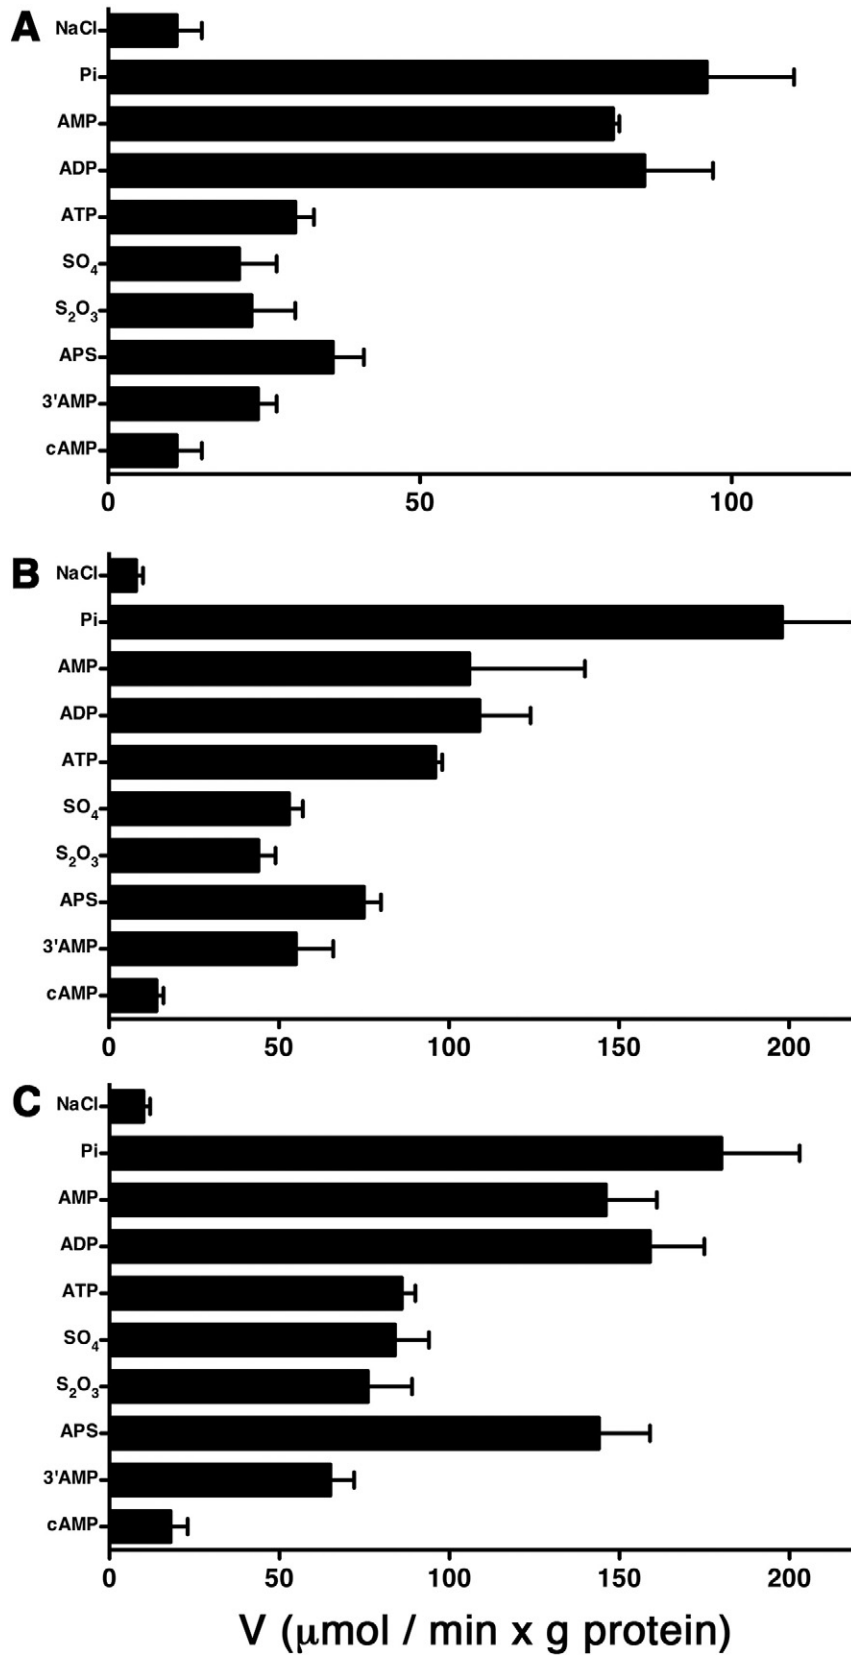 A
NaCl
Pi
AMP
ADP
ATP
SO₄
S₂O₃
APS
3'AMP
cAMP
0 50 100
B
NaCl
Pi
AMP
ADP
ATP
SO₄
S₂O₃
APS
3'AMP
cAMP
0 50 100 150 200
C
NaCl
Pi
AMP
ADP
ATP
SO₄
S₂O₃
APS
3'AMP
cAMP
0 50 100 150 200
V (μmol / min x g protein)